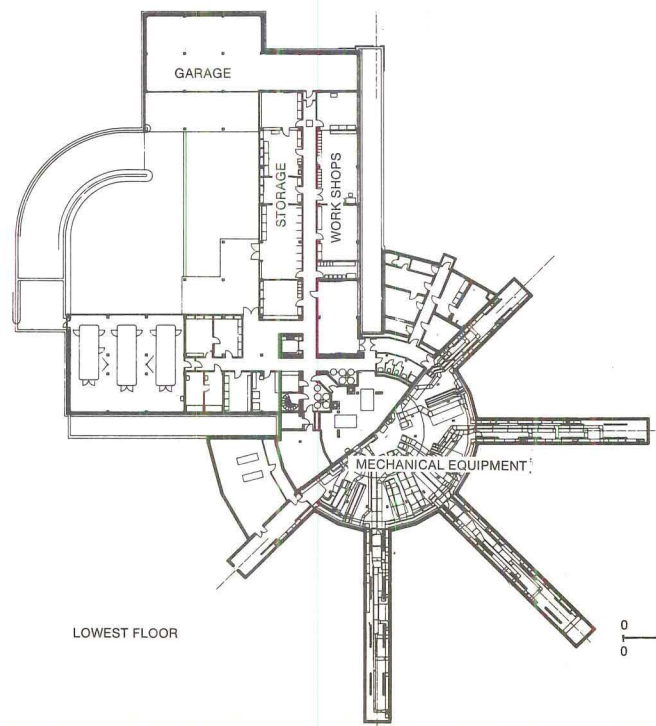 GARAGE
STORAGE
WORK SHOPS
MECHANICAL EQUIPMENT
LOWEST FLOOR
0
0